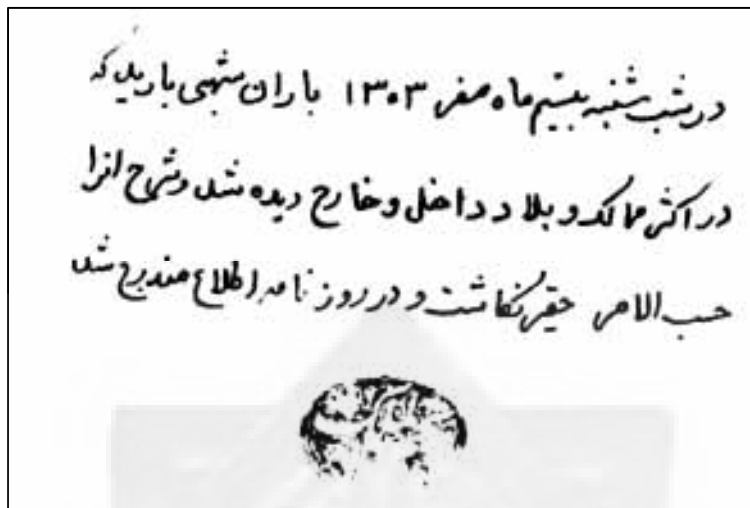 در شب شنبه بیستم ماه صفر ۱۳۰۳ باران شهبی بارید که
در اکثر ممالک و بلاد داخل و خارج دیده شد و شرح انرا
حسب الامر حقیر نگاشت و در روزنامه اطلاع مندرج شد